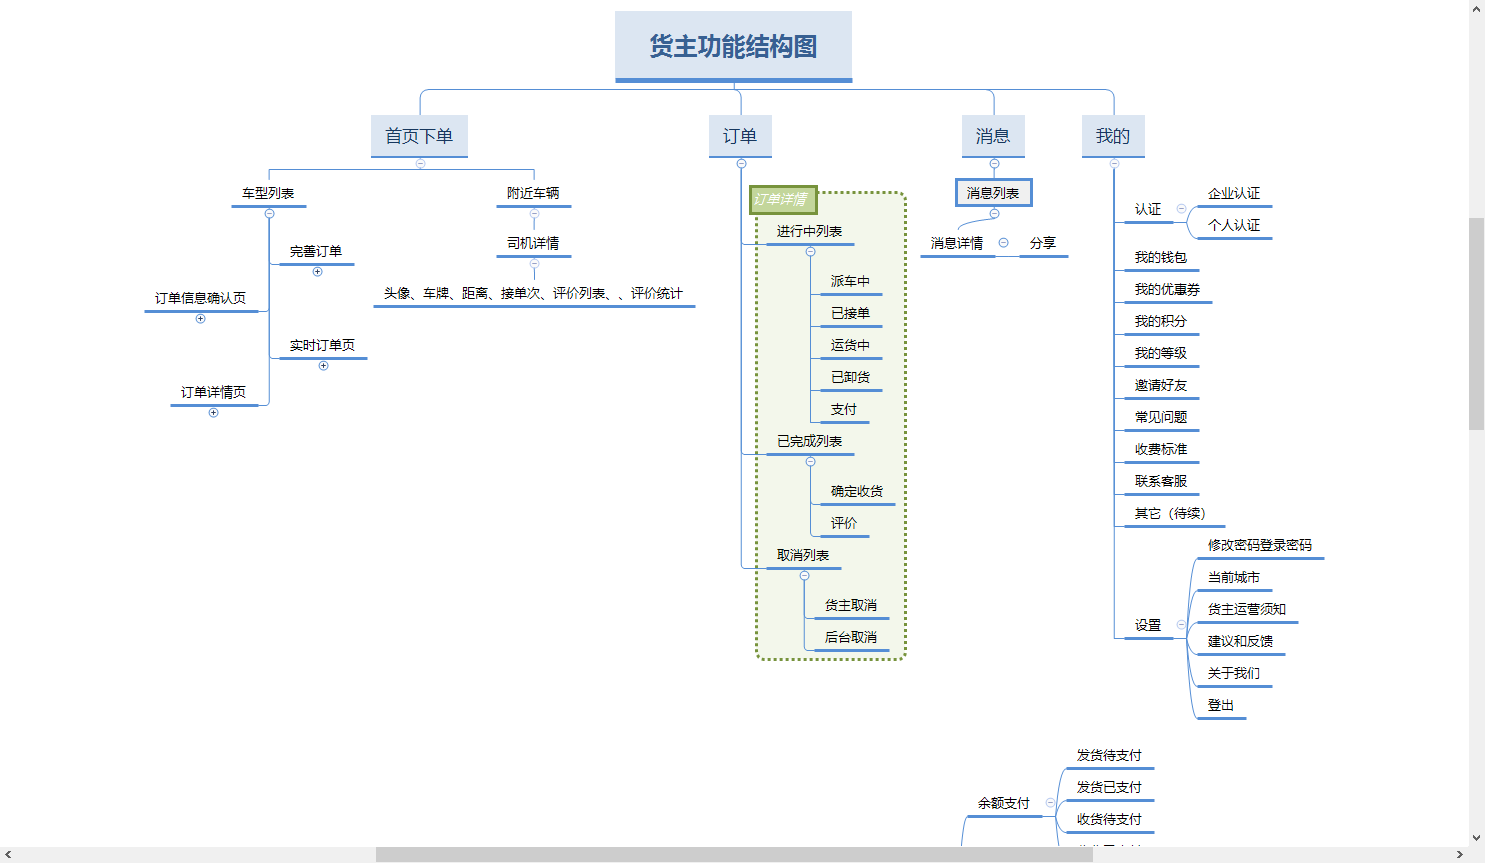 货主功能结构图
首页下单
订单
消息
我的
车型列表
附近车辆
完善订单
司机详情
订单信息确认页
头像、车牌、距离、接单次、评价列表、、评价统计
实时订单页
订单详情页
订单详情
进行中列表
派车中
已接单
运货中
已卸货
支付
已完成列表
确定收货
评价
取消列表
货主取消
后台取消
消息列表
消息详情
分享
认证
企业认证
个人认证
我的钱包
我的优惠券
我的积分
我的等级
邀请好友
常见问题
收费标准
联系客服
其它（待续）
设置
修改密码登录密码
当前城市
货主运营须知
建议和反馈
关于我们
登出
余额支付
发货待支付
发货已支付
收货待支付